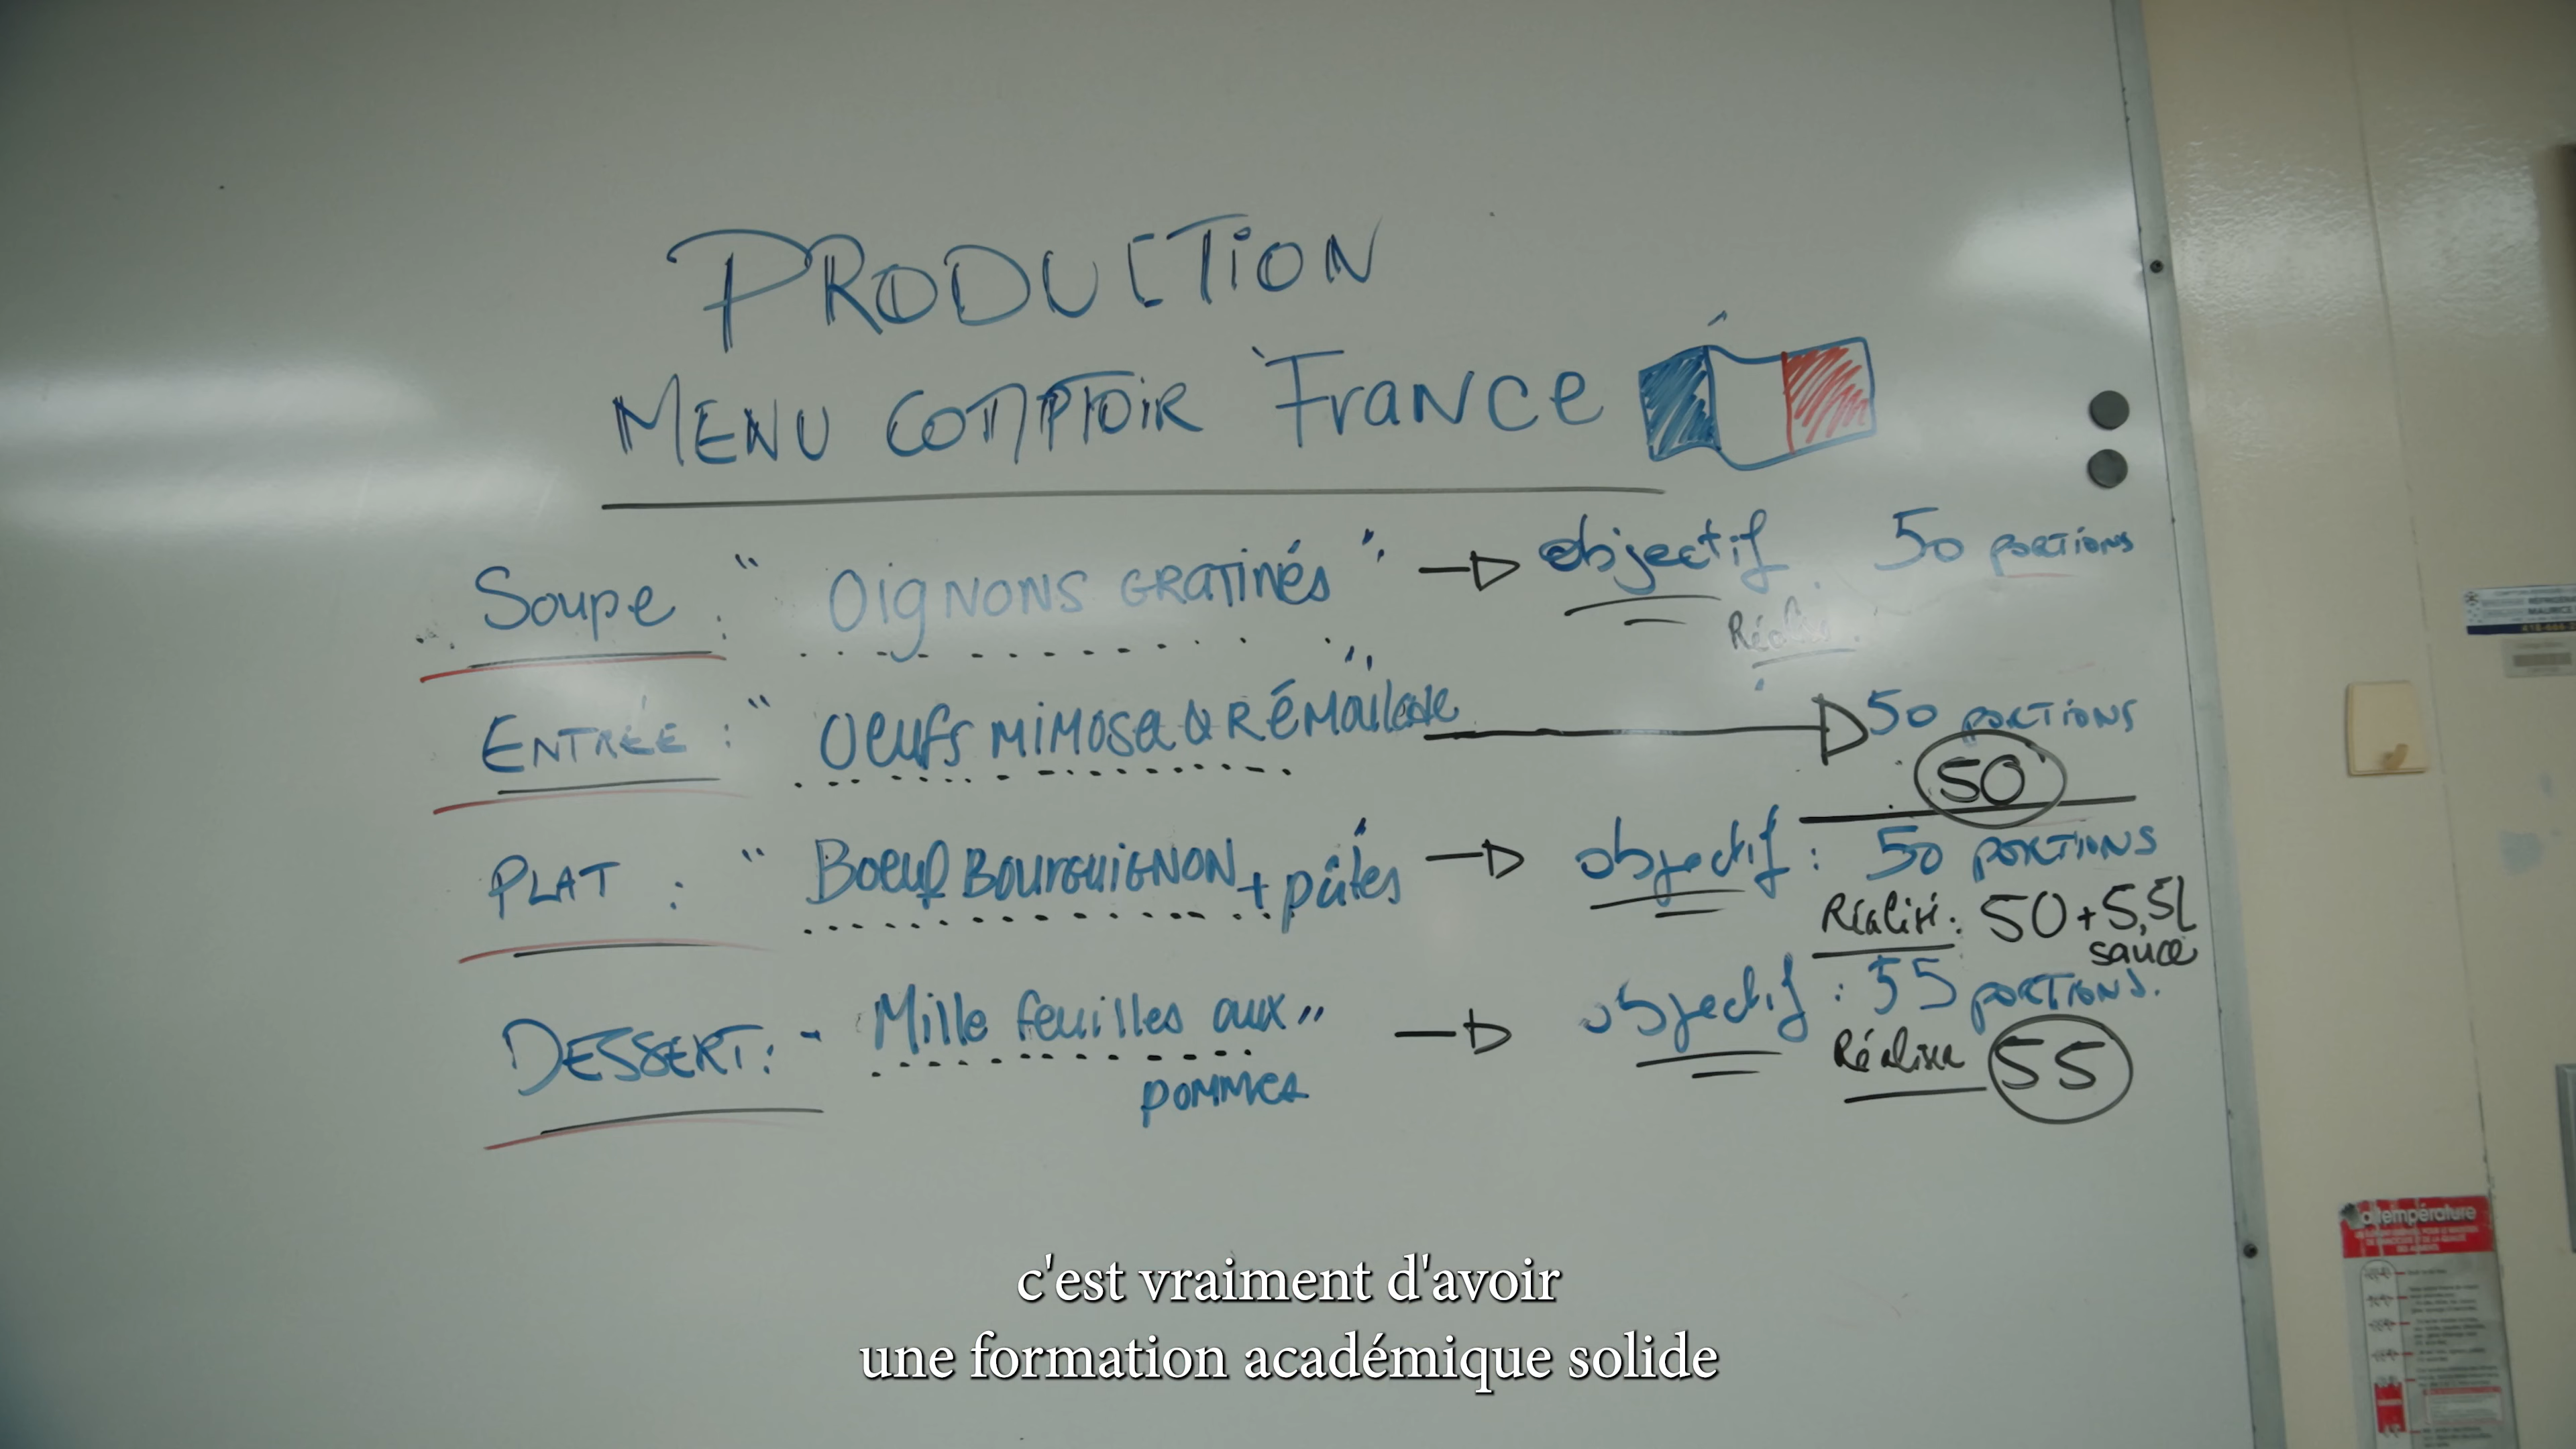 PRODUCTION
MENU COMPTOIR France
Soupe : " Oignons gratinés " → objectif : 50 portions
Réalisé :
Entrée : " Oeufs mimosa & Rémoulade " → 50 portions
50
Plat : " Boeuf Bourguignon + pâtes " → objectif : 50 portions
Réalisé : 50 + 5,5L
sauce
Dessert : " Mille feuilles aux " → objectif : 55 portions.
pommes
Réaliser 55
température
c'est vraiment d'avoir
une formation académique solide